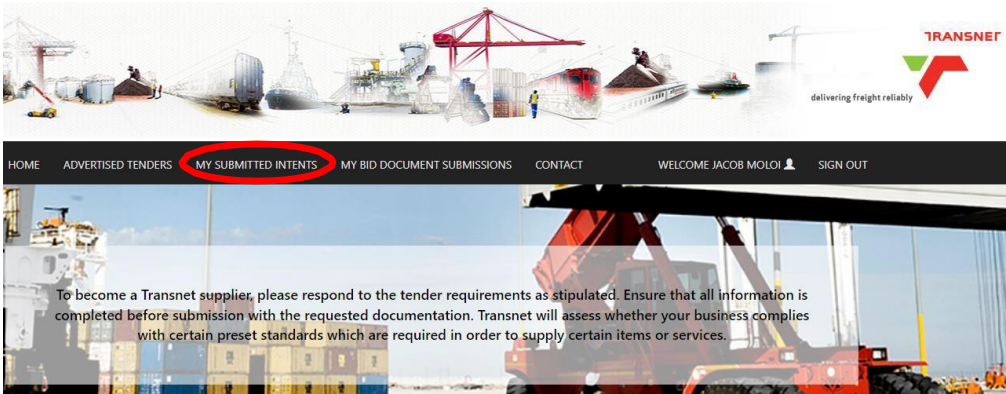 TRANSNET
delivering freight reliably
HOME ADVERTISED TENDERS MY SUBMITTED INTENTS MY BID DOCUMENT SUBMISSIONS CONTACT WELCOME JACOB MOLOI SIGN OUT
To become a Transnet supplier, please respond to the tender requirements as stipulated. Ensure that all information is
completed before submission with the requested documentation. Transnet will assess whether your business complies
with certain preset standards which are required in order to supply certain items or services.